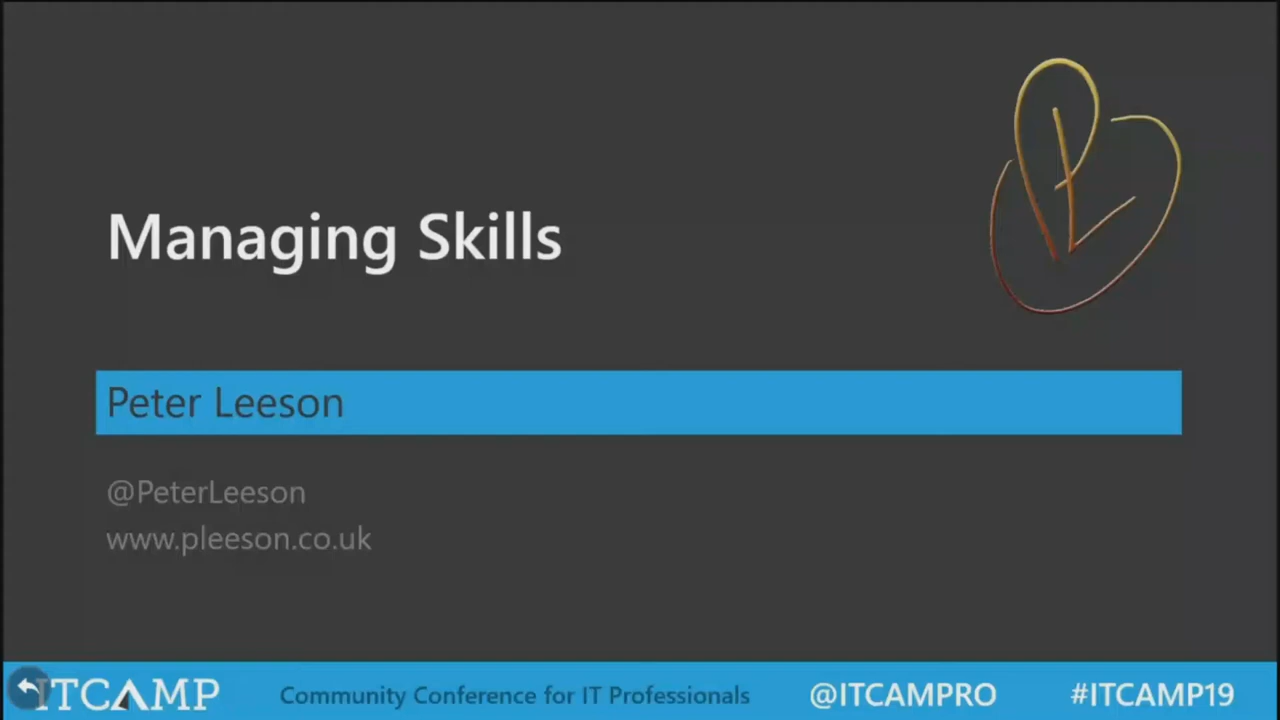 Managing Skills
Peter Leeson
@PeterLeeson
www.pleeson.co.uk
ITCAMP
Community Conference for IT Professionals
@ITCAMPRO
#ITCAMP19